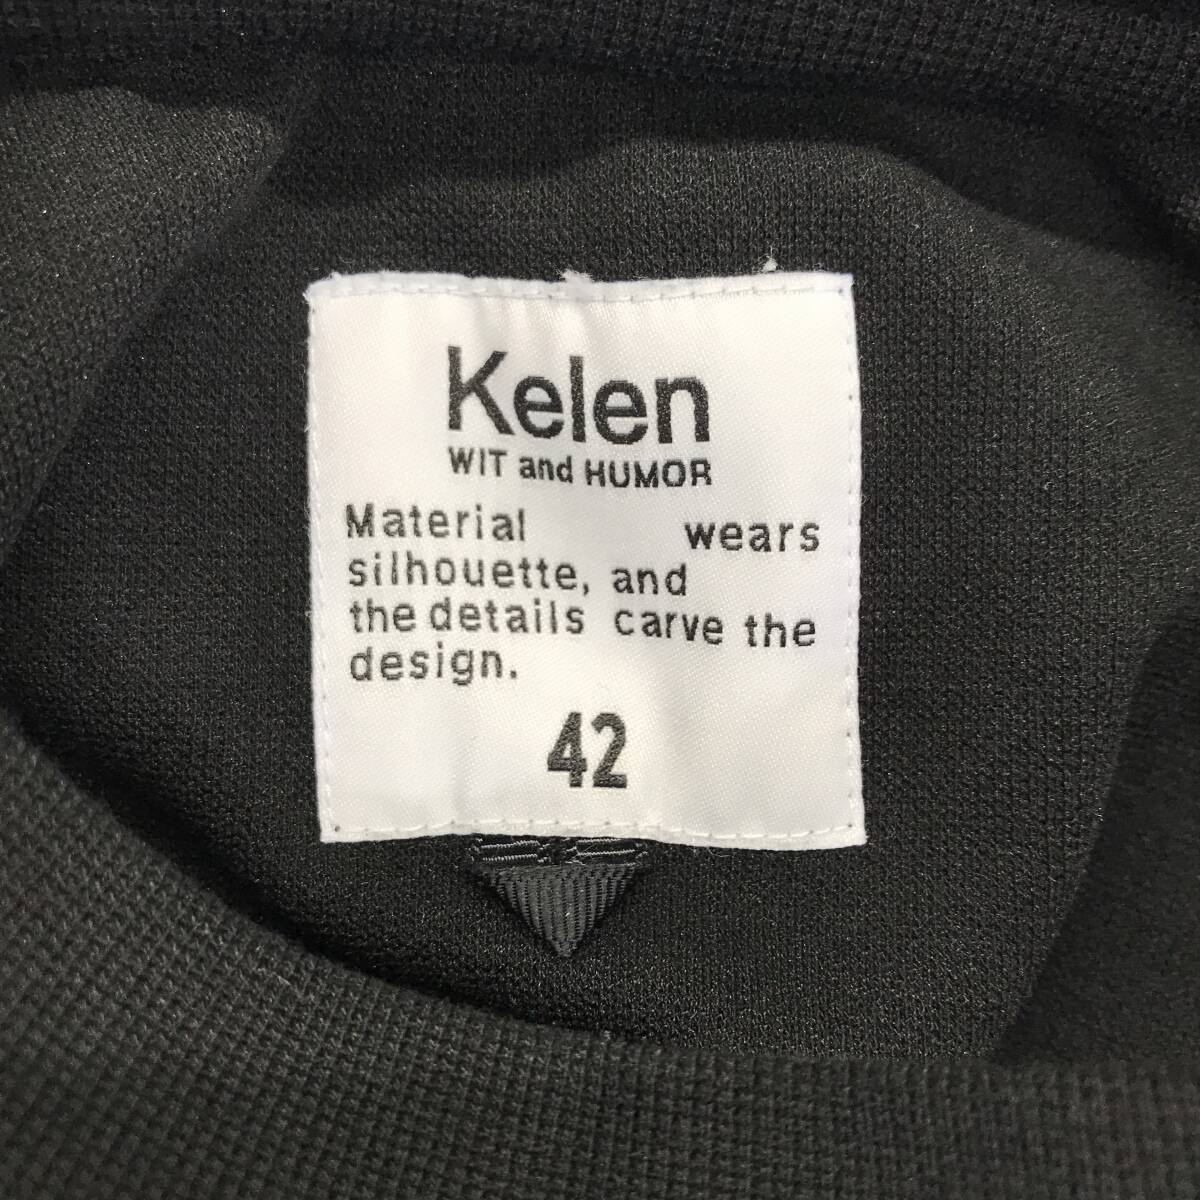 Kelen
WIT and HUMOR
Material wears
silhouette, and
the details carve the
design.
42